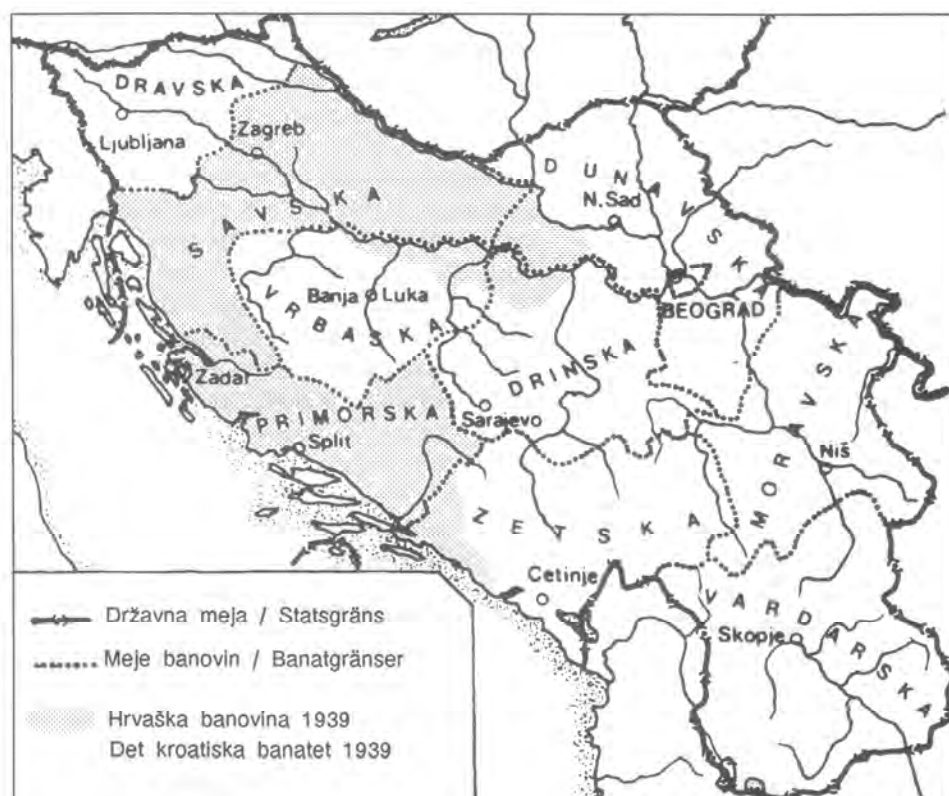 DRAVSKA
Ljubljana
Zagreb
SAVSKA
DUNAVSKA
N. Sad
Banja Luka
VRBASKA
BEOGRAD
DRINSKA
Zadar
PRIMORSKA
Sarajevo
Split
MORAVSKA
Niš
ZETSKA
Cetinje
VARDARSKA
Skopje
Državna meja / Statsgräns
Meje banovin / Banatgränser
Hrvaška banovina 1939
Det kroatiska banatet 1939